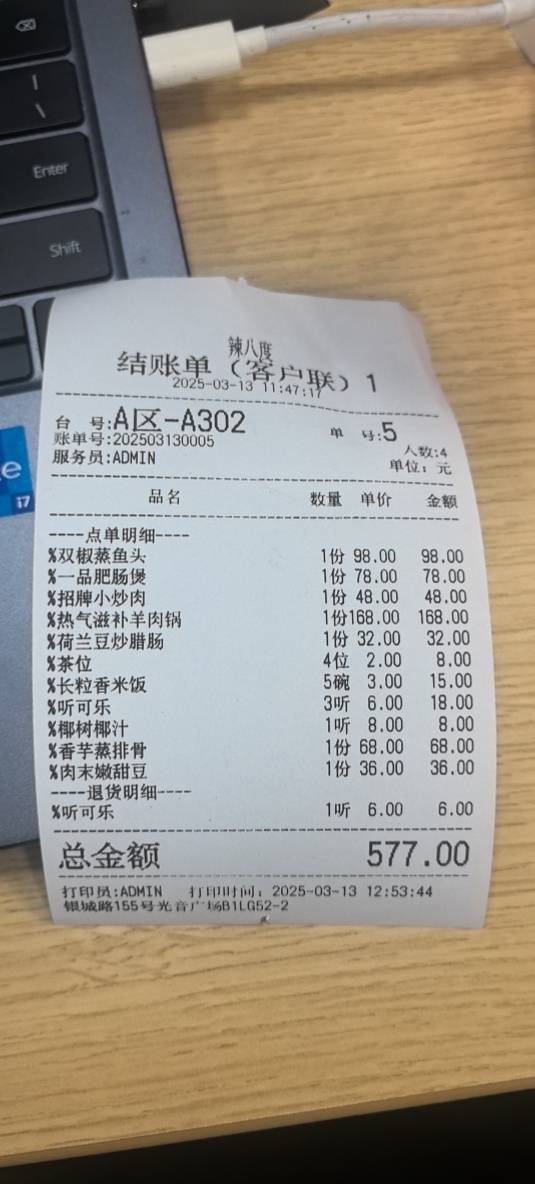 Enter
Shift
i7
辣八度
结账单（客户联）1
2025-03-13 11:47:17
台 号:A区-A302 单 号:5
账单号:202503130005 人数:4
服务员:ADMIN 单位：元
品名 数量 单价 金额
----点单明细----
%双椒蒸鱼头 1份 98.00 98.00
%一品肥肠煲 1份 78.00 78.00
%招牌小炒肉 1份 48.00 48.00
%热气滋补羊肉锅 1份168.00 168.00
%荷兰豆炒腊肠 1份 32.00 32.00
%茶位 4位 2.00 8.00
%长粒香米饭 5碗 3.00 15.00
%听可乐 3听 6.00 18.00
%椰树椰汁 1听 8.00 8.00
%香芋蒸排骨 1份 68.00 68.00
%肉末嫩甜豆 1份 36.00 36.00
----退货明细----
%听可乐 1听 6.00 6.00
总金额 577.00
打印员:ADMIN 打印时间：2025-03-13 12:53:44
银城路155号光音广场B1LG52-2